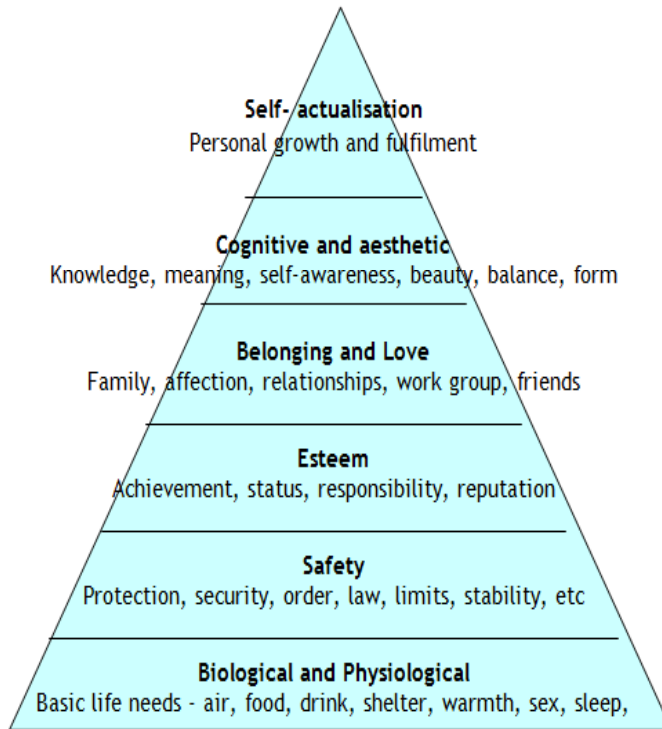 Self- actualisation
Personal growth and fulfilment
Cognitive and aesthetic
Knowledge, meaning, self-awareness, beauty, balance, form
Belonging and Love
Family, affection, relationships, work group, friends
Esteem
Achievement, status, responsibility, reputation
Safety
Protection, security, order, law, limits, stability, etc
Biological and Physiological
Basic life needs - air, food, drink, shelter, warmth, sex, sleep,